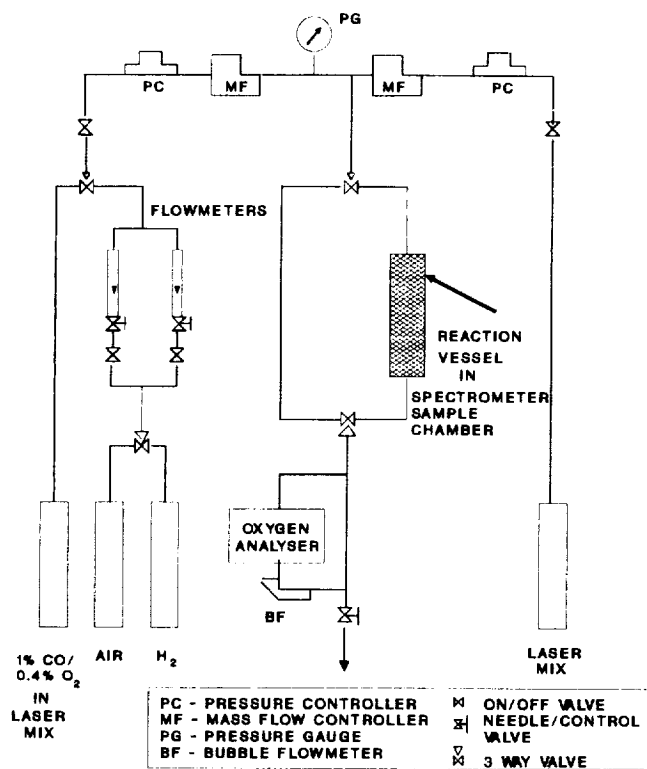 PG
PC
MF
MF
PC
FLOWMETERS
REACTION
VESSEL
IN
SPECTROMETER
SAMPLE
CHAMBER
OXYGEN
ANALYSER
BF
1% CO/
0.4% O₂
IN
LASER
MIX
AIR
H₂
LASER
MIX
PC - PRESSURE CONTROLLER
MF - MASS FLOW CONTROLLER
PG - PRESSURE GAUGE
BF - BUBBLE FLOWMETER
ON/OFF VALVE
NEEDLE/CONTROL
VALVE
3 WAY VALVE